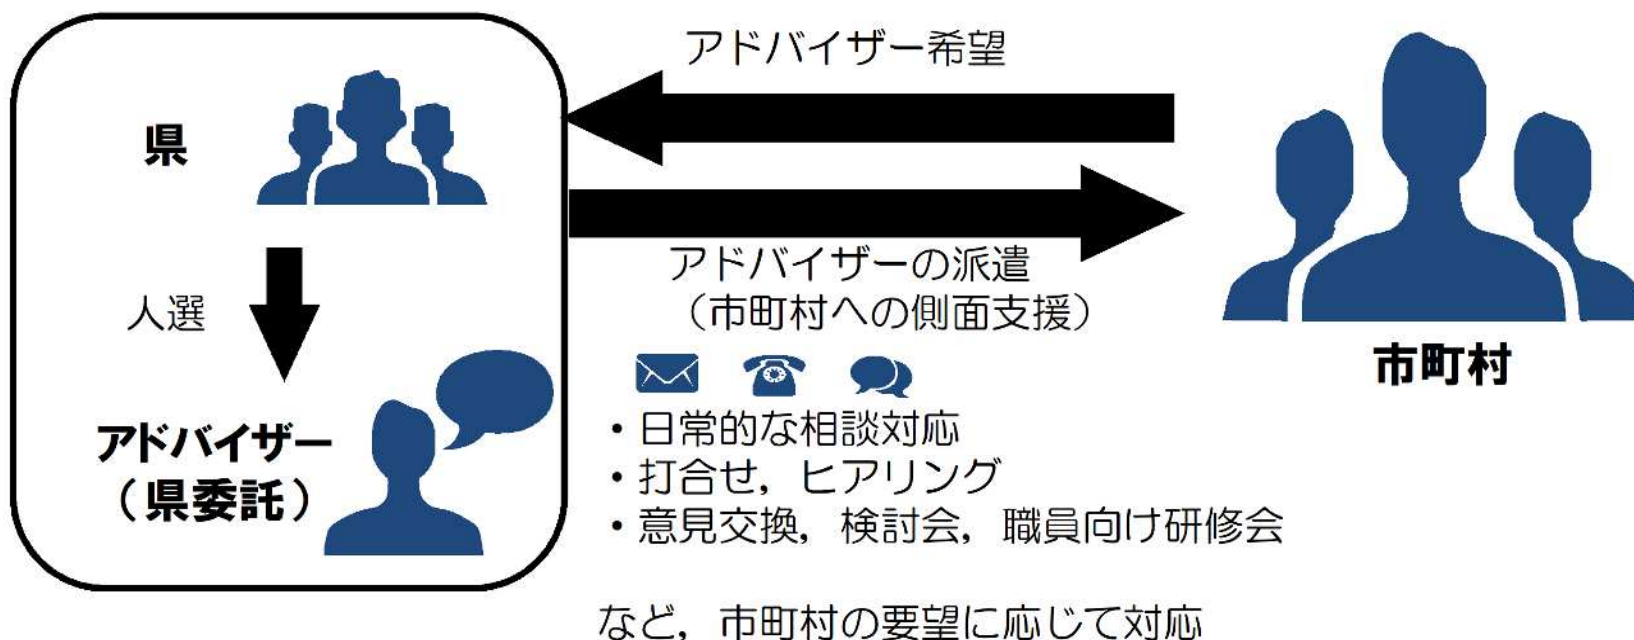 アドバイザー希望
県
人選
アドバイザー
（県委託）
アドバイザーの派遣
（市町村への側面支援）
市町村
・日常的な相談対応
・打合せ，ヒアリング
・意見交換，検討会，職員向け研修会
など，市町村の要望に応じて対応